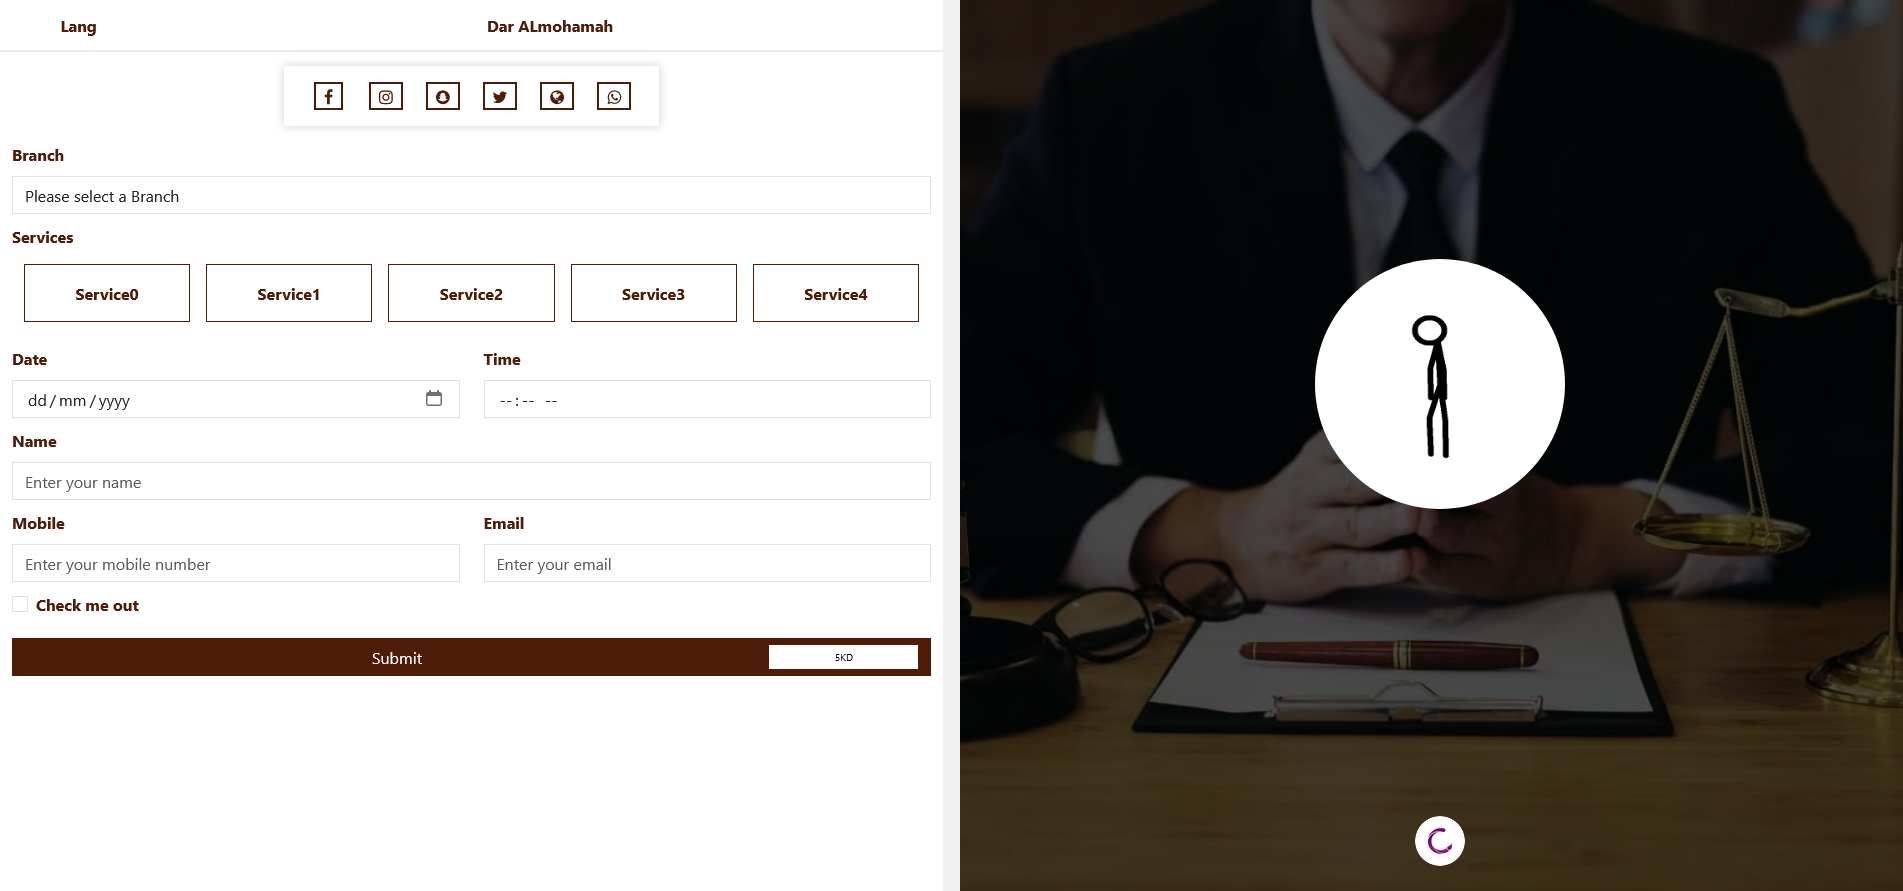 Lang Dar ALmohamah
Branch
Please select a Branch
Services
Service0 Service1 Service2 Service3 Service4
Date Time
dd/mm/yyyy --:-- --
Name
Enter your name
Mobile Email
Enter your mobile number Enter your email
Check me out
Submit 5KD